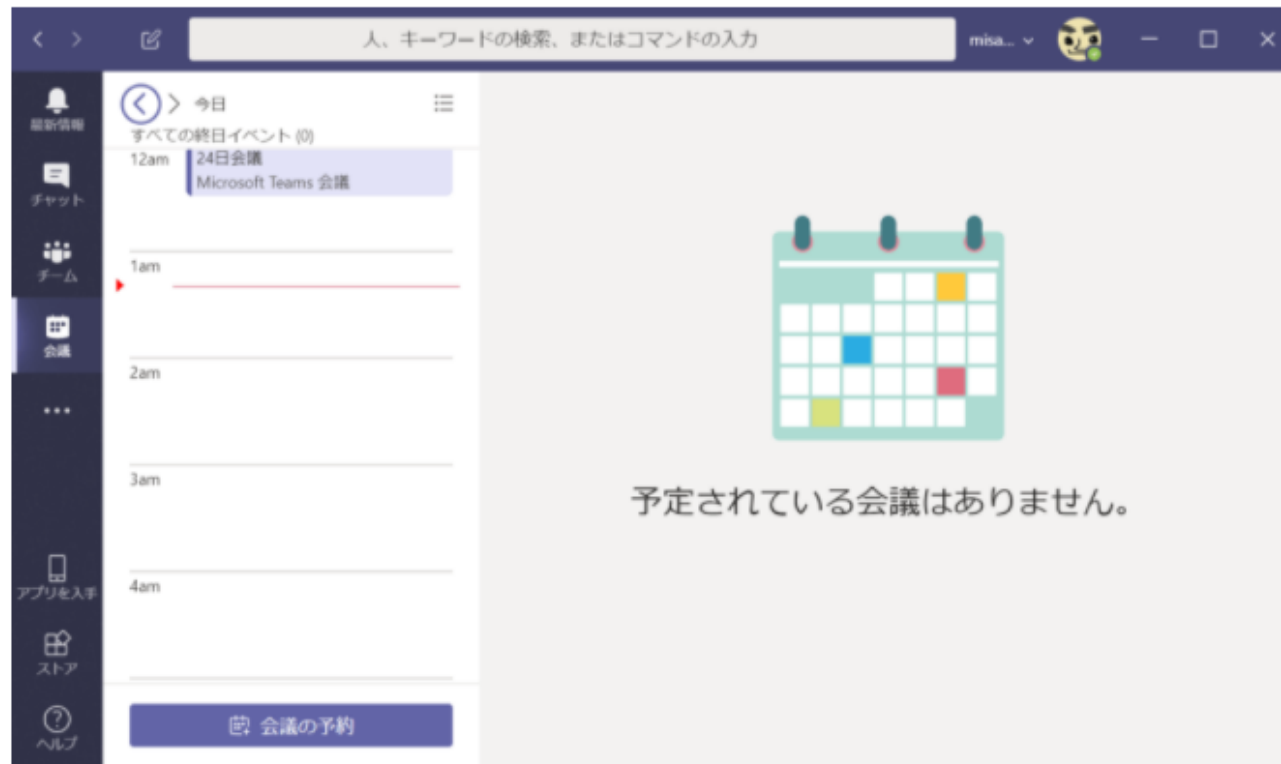 人、キーワードの検索、またはコマンドの入力
misa...
最新情報
チャット
チーム
会議
アプリを入手
ストア
ヘルプ
今日
すべての終日イベント (0)
12am
24日会議
Microsoft Teams 会議
1am
2am
3am
4am
会議の予約
予定されている会議はありません。